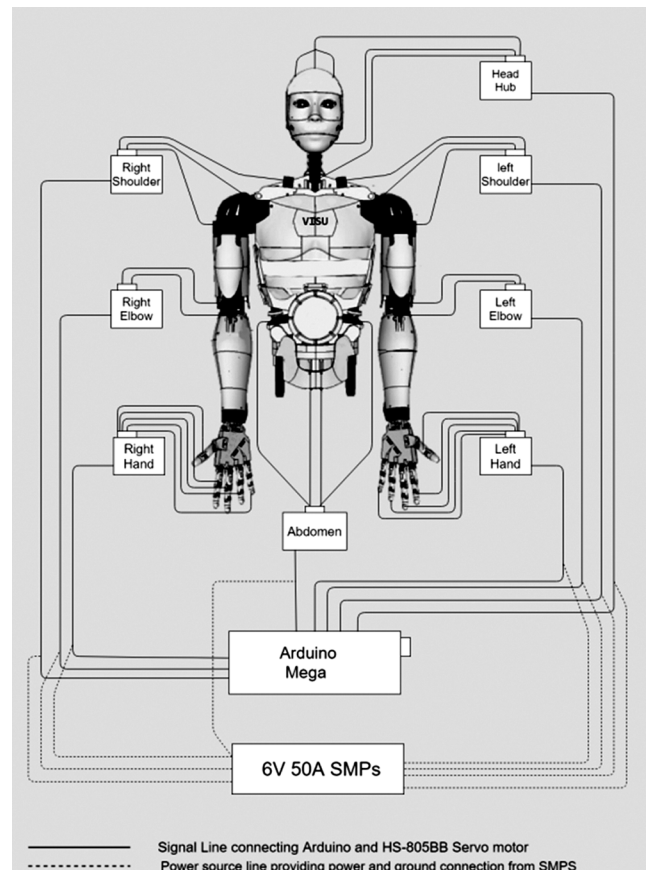 Head
Hub
Right
Shoulder
left
Shoulder
VISU
Right
Elbow
Left
Elbow
Right
Hand
Left
Hand
Abdomen
Arduino
Mega
6V 50A SMPs
Signal Line connecting Arduino and HS-805BB Servo motor
Power source line providing power and ground connection from SMPS